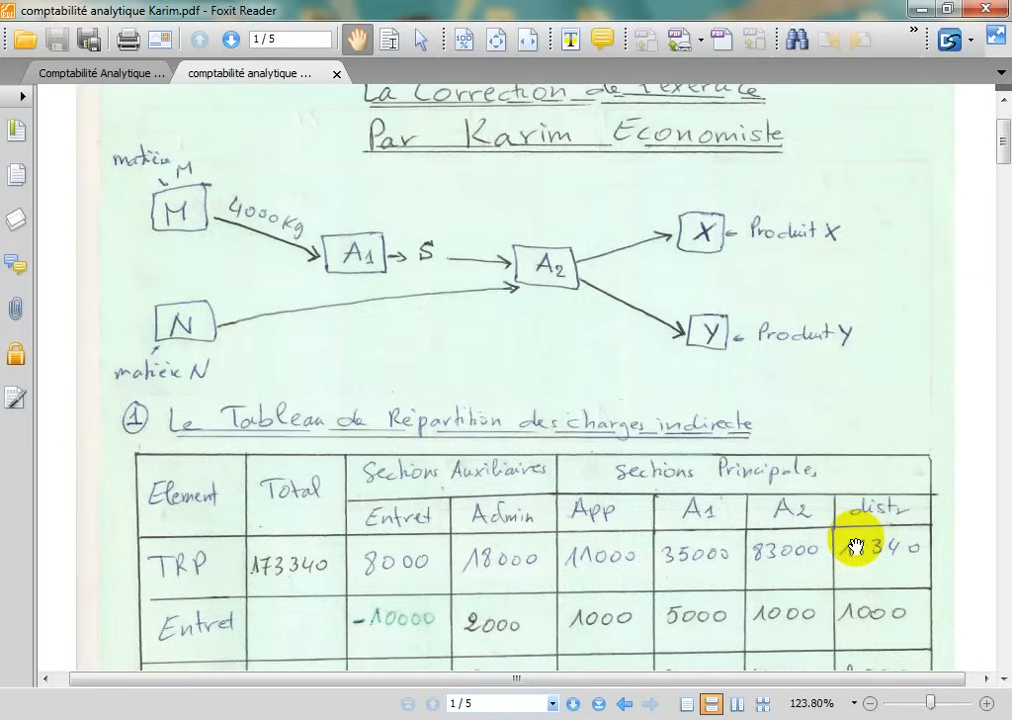 comptabilité analytique Karim.pdf - Foxit Reader
1 / 5
Comptabilité Analytique ...
comptabilité analytique ...
La Correction de l'exercice
Par Karim Economiste
matière M
M
4000 Kg
A1
S
A2
X
Produit X
N
Y
Produit Y
matière N
1 Le Tableau de Répartition des charges indirecte
Element Total Sections Auxiliaires Sections Principales
Entret Admin App A1 A2 distr
TRP 173340 8000 18000 11000 35000 83000
Entret -10000 2000 1000 5000 1000 1000
1 / 5
123.80%